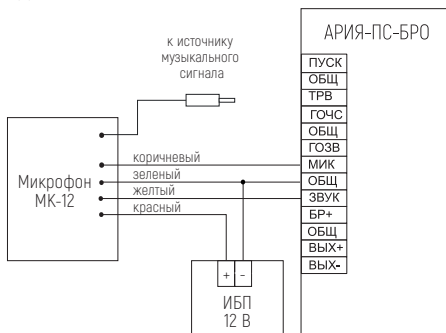 АРИЯ-ПС-БРО
к источнику
музыкального
сигнала
ПУСК
ОБЩ
ТРВ
ГОЧС
ОБЩ
ГОЗВ
МИК
ОБЩ
ЗВУК
БР+
ОБЩ
ВЫХ+
ВЫХ-
Микрофон
МК-12
коричневый
зеленый
желтый
красный
+ -
ИБП
12 В